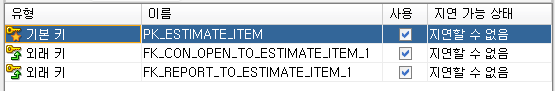 유형 이름 사용 지연 가능 상태
기본 키 PK_ESTIMATE_ITEM 지연할 수 없음
외래 키 FK_CON_OPEN_TO_ESTIMATE_ITEM_1 지연할 수 없음
외래 키 FK_REPORT_TO_ESTIMATE_ITEM_1 지연할 수 없음